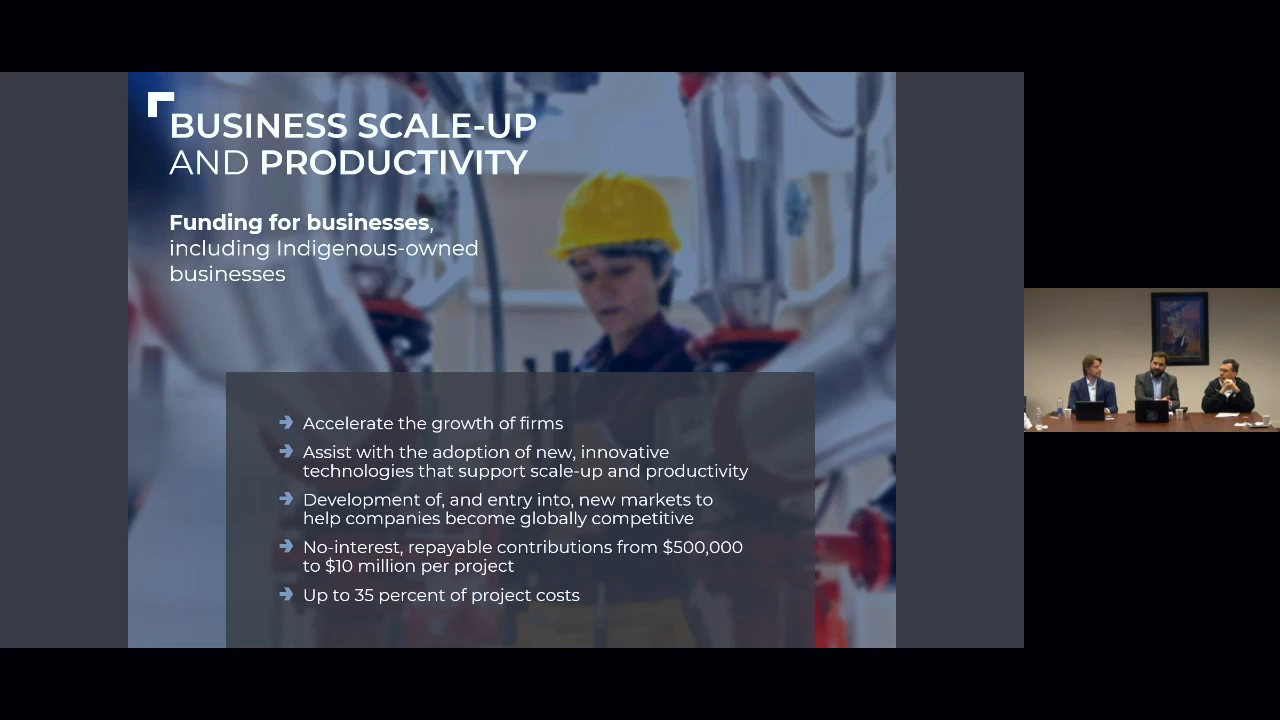 BUSINESS SCALE-UP
AND PRODUCTIVITY
Funding for businesses,
including Indigenous-owned
businesses
Accelerate the growth of firms
Assist with the adoption of new, innovative
technologies that support scale-up and productivity
Development of, and entry into, new markets to
help companies become globally competitive
No-interest, repayable contributions from $500,000
to $10 million per project
Up to 35 percent of project costs